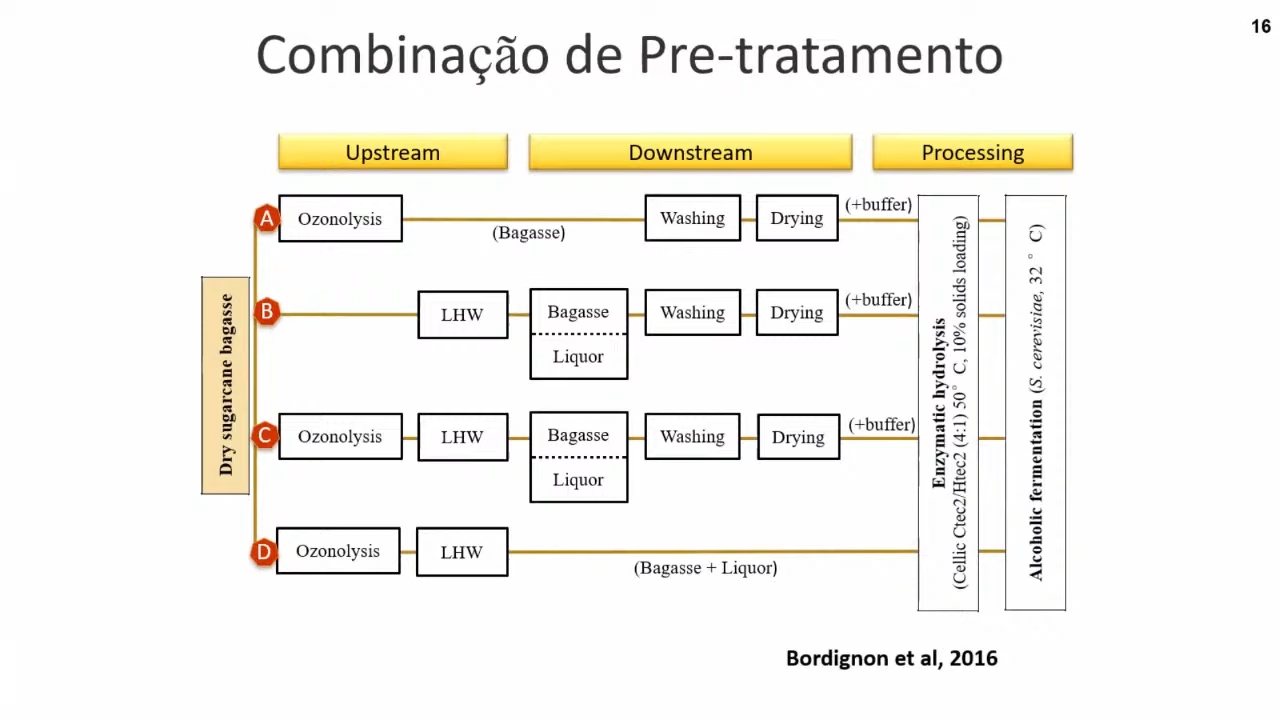 16
Combinação de Pre-tratamento
Upstream
Downstream
Processing
Dry sugarcane bagasse
A
Ozonolysis
(Bagasse)
Washing
Drying
(+buffer)
B
LHW
Bagasse
Liquor
Washing
Drying
(+buffer)
C
Ozonolysis
LHW
Bagasse
Liquor
Washing
Drying
(+buffer)
D
Ozonolysis
LHW
(Bagasse + Liquor)
Enzymatic hydrolysis
(Cellic Ctec2/Htec2 (4:1) 50° C, 10% solids loading)
Alcoholic fermentation (S. cerevisiae, 32 ° C)
Bordignon et al, 2016